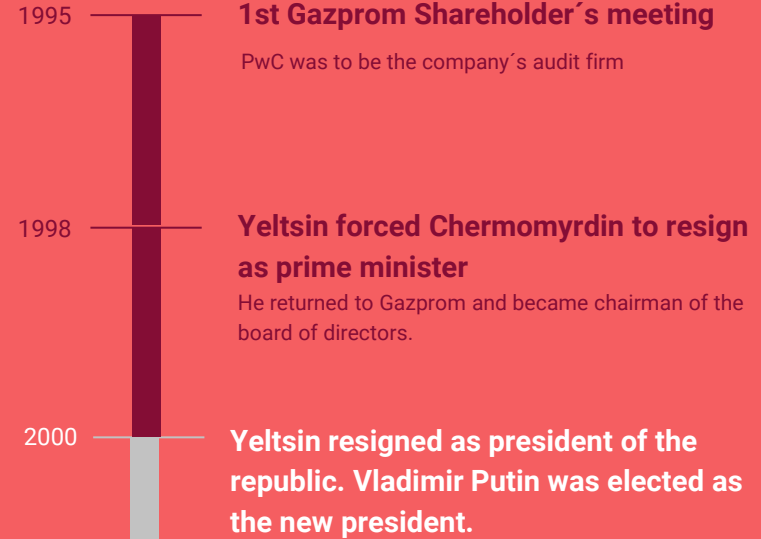 1995
1st Gazprom Shareholder´s meeting
PwC was to be the company´s audit firm
1998
Yeltsin forced Chermomyrdin to resign
as prime minister
He returned to Gazprom and became chairman of the
board of directors.
2000
Yeltsin resigned as president of the
republic. Vladimir Putin was elected as
the new president.